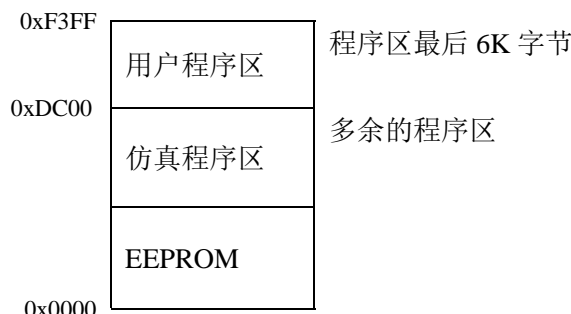 0xF3FF
程序区最后 6K 字节
用户程序区
0xDC00
多余的程序区
仿真程序区
EEPROM
0x0000